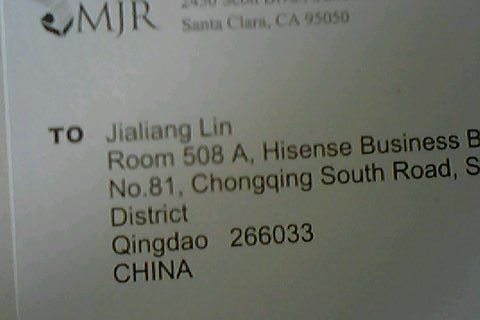 MJR
Santa Clara, CA 95050
TO Jialiang Lin
Room 508 A, Hisense Business B
No.81, Chongqing South Road, S
District
Qingdao 266033
CHINA